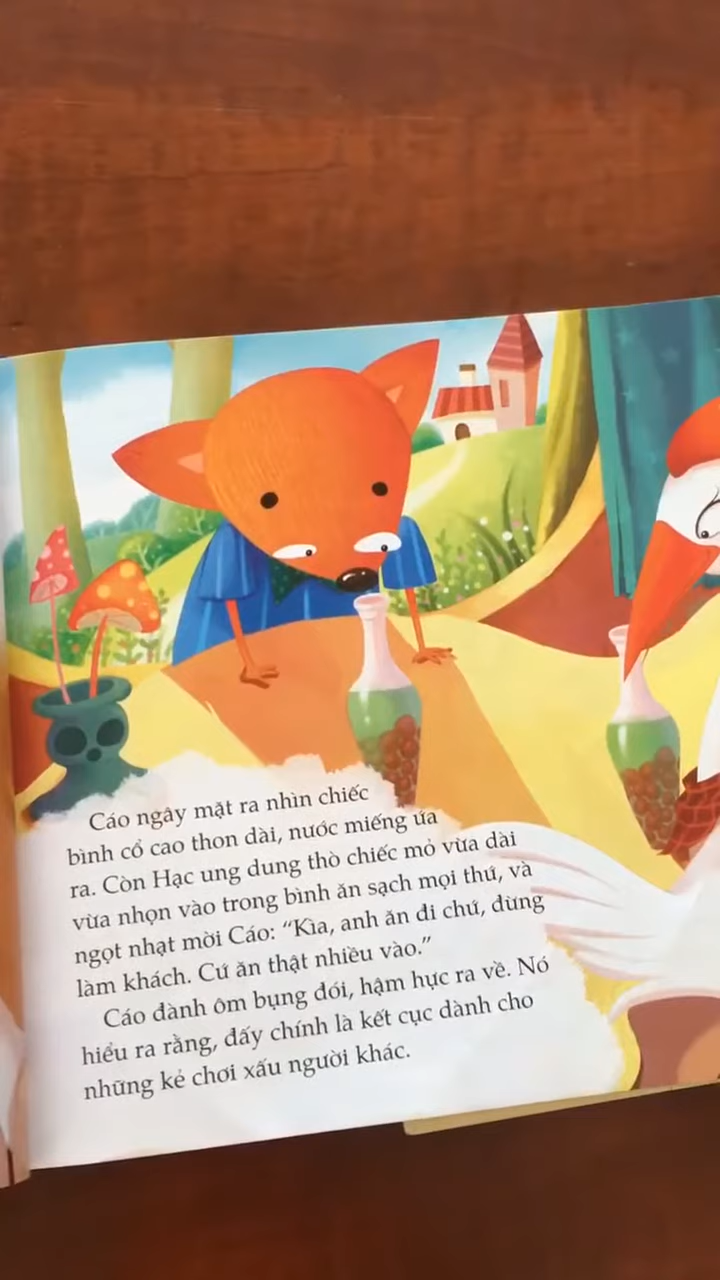 Cáo ngây mặt ra nhìn chiếc
bình cổ cao thon dài, nước miếng ứa
ra. Còn Hạc ung dung thò chiếc mỏ vừa dài
vừa nhọn vào trong bình ăn sạch mọi thứ, và
ngọt nhạt mời Cáo: “Kìa, anh ăn đi chứ, đừng
làm khách. Cứ ăn thật nhiều vào.”
Cáo đành ôm bụng đói, hậm hực ra về. Nó
hiểu ra rằng, đấy chính là kết cục dành cho
những kẻ chơi xấu người khác.